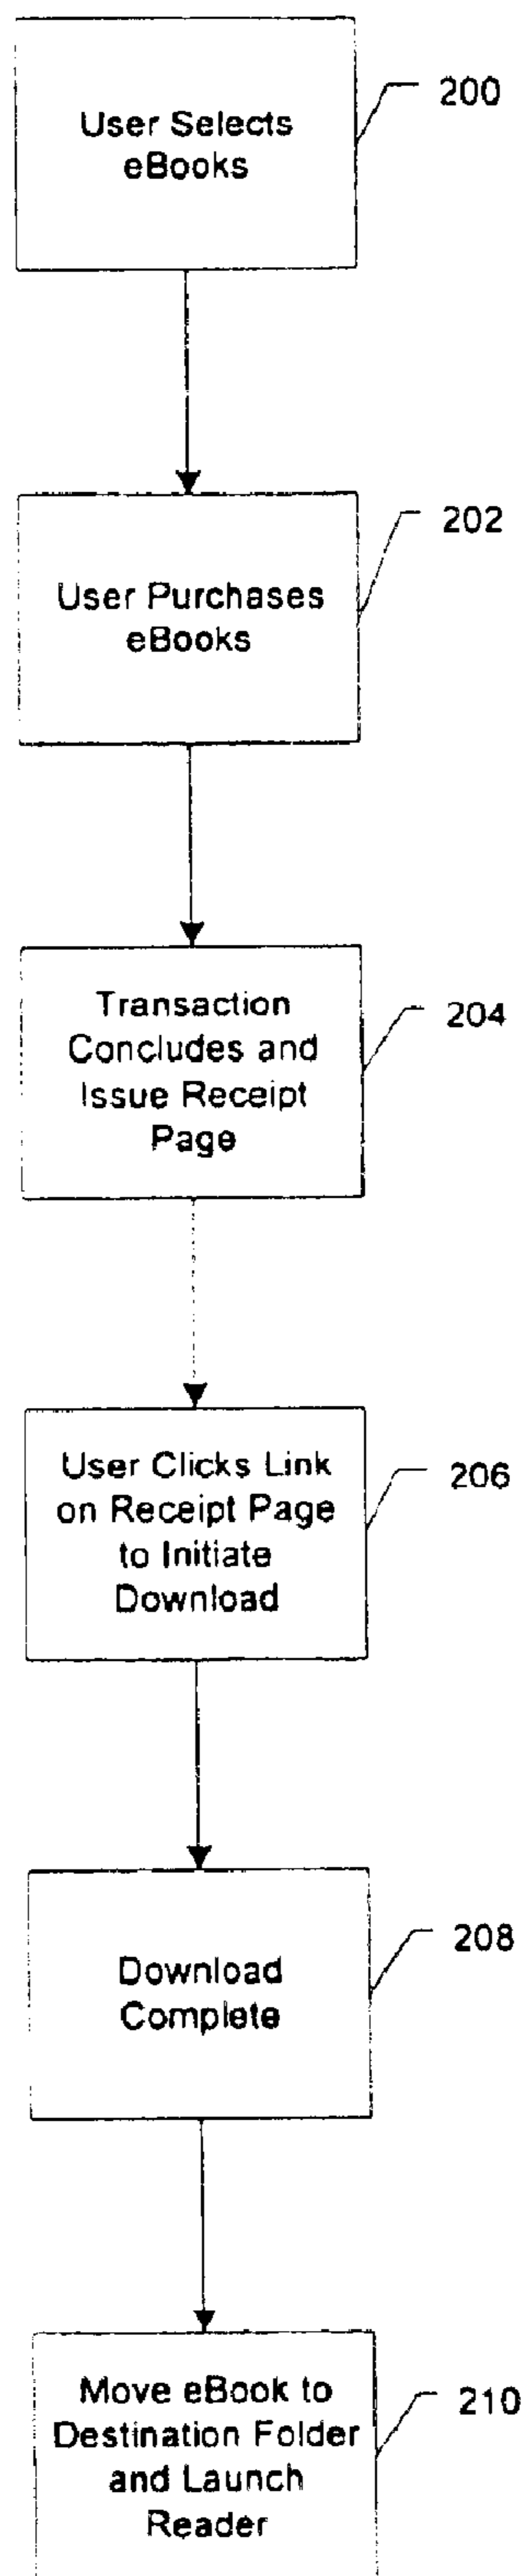 User Selects
eBooks
200
User Purchases
eBooks
202
Transaction
Concludes and
Issue Receipt
Page
204
User Clicks Link
on Receipt Page
to Initiate
Download
206
Download
Complete
208
Move eBook to
Destination Folder
and Launch
Reader
210